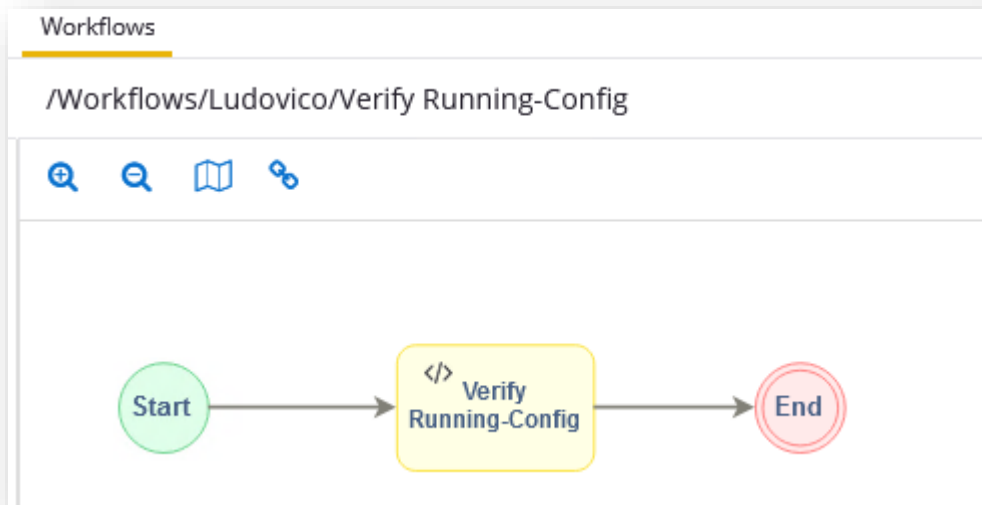 Workflows
/Workflows/Ludovico/Verify Running-Config
</>
Start
Verify
Running-Config
End